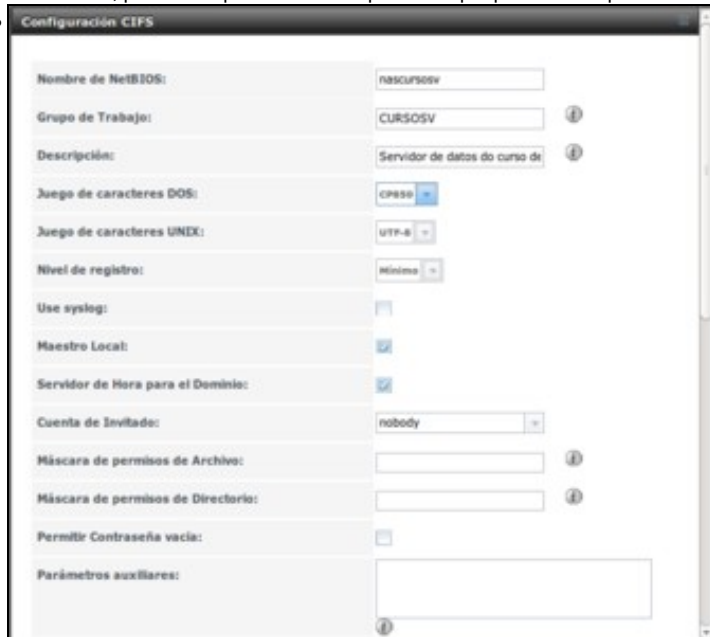 Configuración CIFS
Nombre de NetBIOS: nascursosv
Grupo de Trabajo: CURSOSV
Descripción: Servidor de datos do curso de
Juego de caracteres DOS: CP850
Juego de caracteres UNIX: UTF-8
Nivel de registro: Mínimo
Use syslog:
Maestro Local:
Servidor de Hora para el Dominio:
Cuenta de Invitado: nobody
Máscara de permisos de Archivo:
Máscara de permisos de Directorio:
Permitir Contraseña vacía:
Parámetros auxiliares: